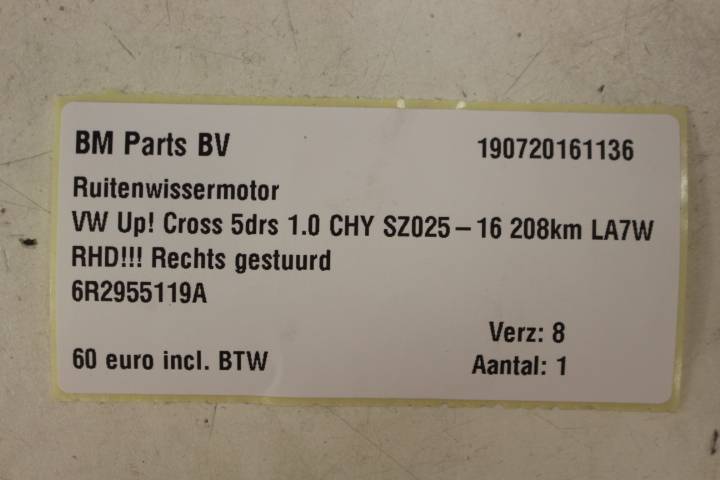 BM Parts BV 190720161136
Ruitenwissermotor
VW Up! Cross 5drs 1.0 CHY SZ025-16 208km LA7W
RHD!!! Rechts gestuurd
6R2955119A
Verz: 8
60 euro incl. BTW Aantal: 1